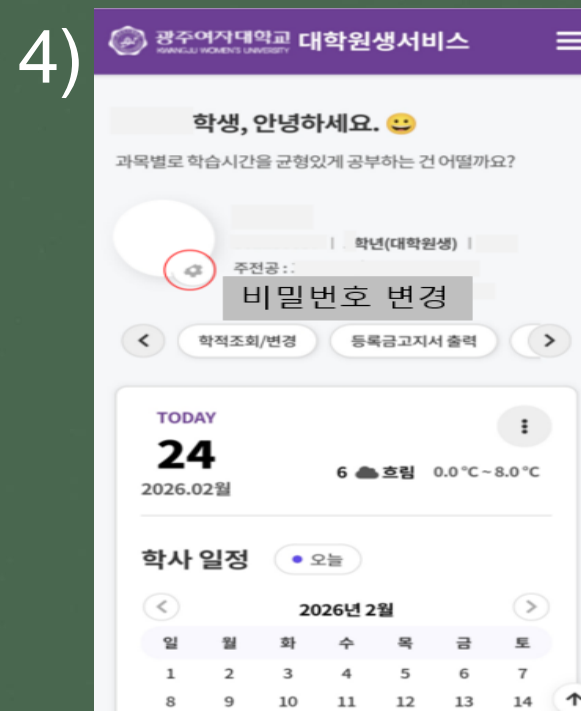 4)
광주여자대학교 대학원생서비스
KWANGJU WOMEN'S UNIVERSITY
학생, 안녕하세요. 😀
과목별로 학습시간을 균형있게 공부하는 건 어떨까요?
| 학년(대학원생) |
주전공 :
비밀번호 변경
< 학적조회/변경 등록금고지서 출력 >
TODAY
24
2026.02월
6 흐림 0.0 °C ~ 8.0 °C
학사 일정 • 오늘
< 2026년 2월 >
일 월 화 수 목 금 토
1 2 3 4 5 6 7
8 9 10 11 12 13 14